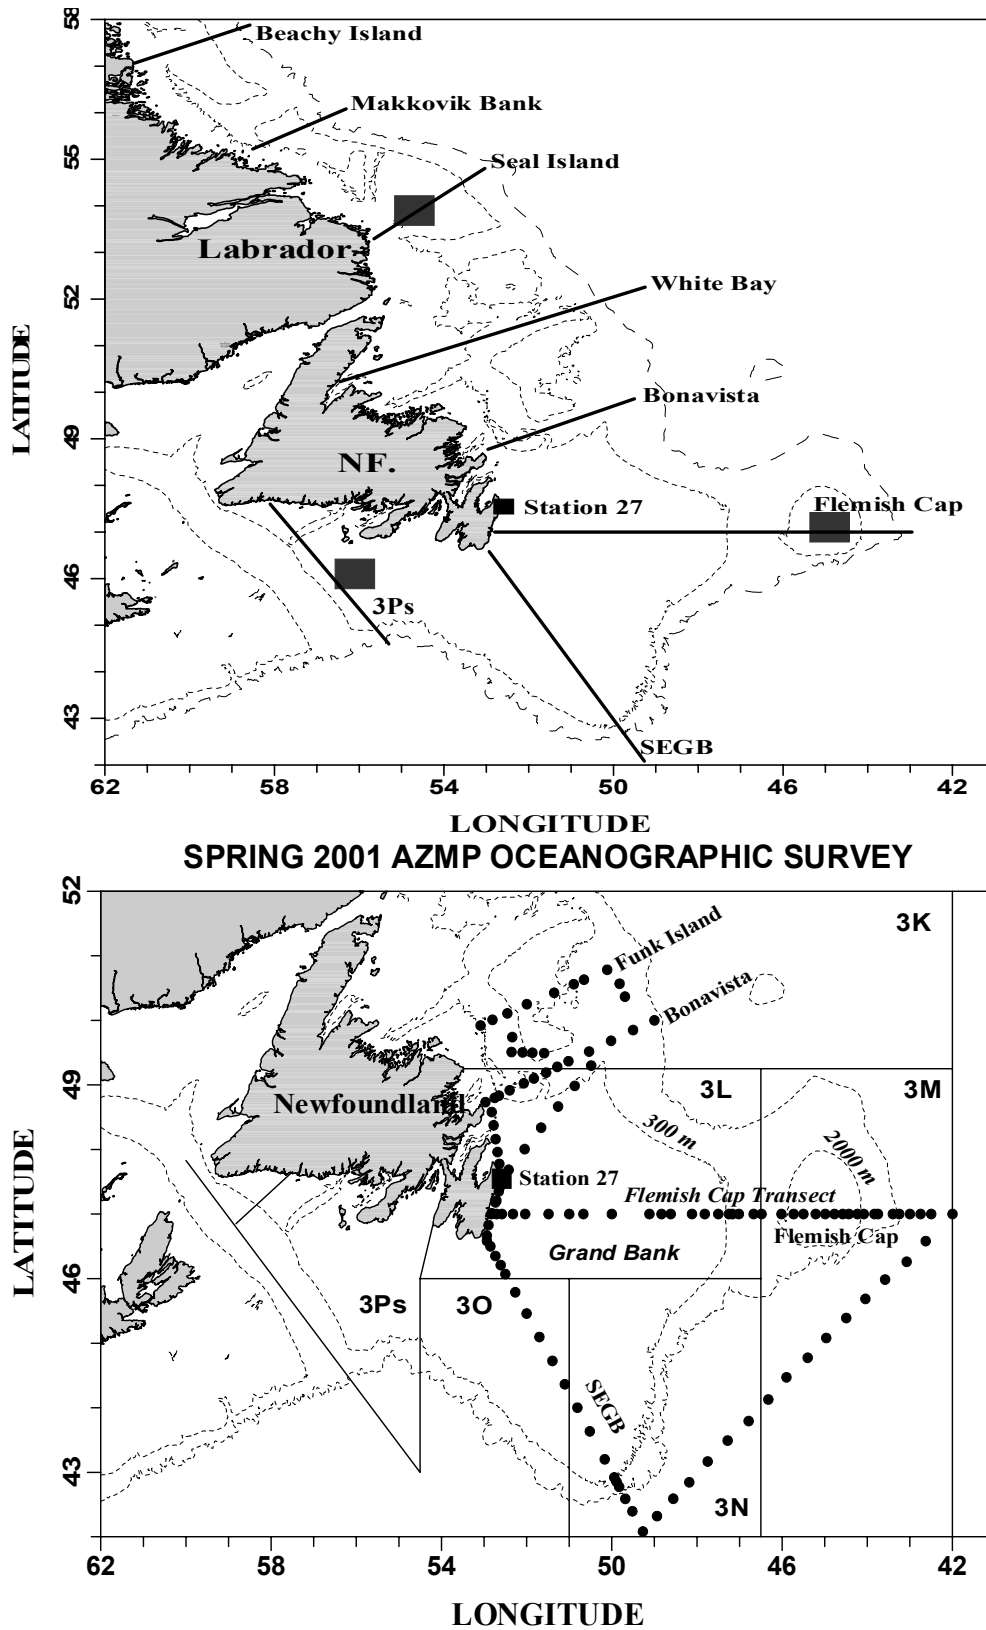 58
Beachy Island
Makkovik Bank
55
Seal Island
Labrador
White Bay
52
LATITUDE
Bonavista
49
NF.
Station 27
Flemish Cap
46
3Ps
43
SEGB
62 58 54 50 46 42
LONGITUDE
SPRING 2001 AZMP OCEANOGRAPHIC SURVEY
52
3K
Funk Island
Bonavista
49
3L
3M
Newfoundland
300 m
2000 m
Station 27
Flemish Cap Transect
LATITUDE
Flemish Cap
Grand Bank
46
3Ps
3O
SEGB
43
3N
62 58 54 50 46 42
LONGITUDE